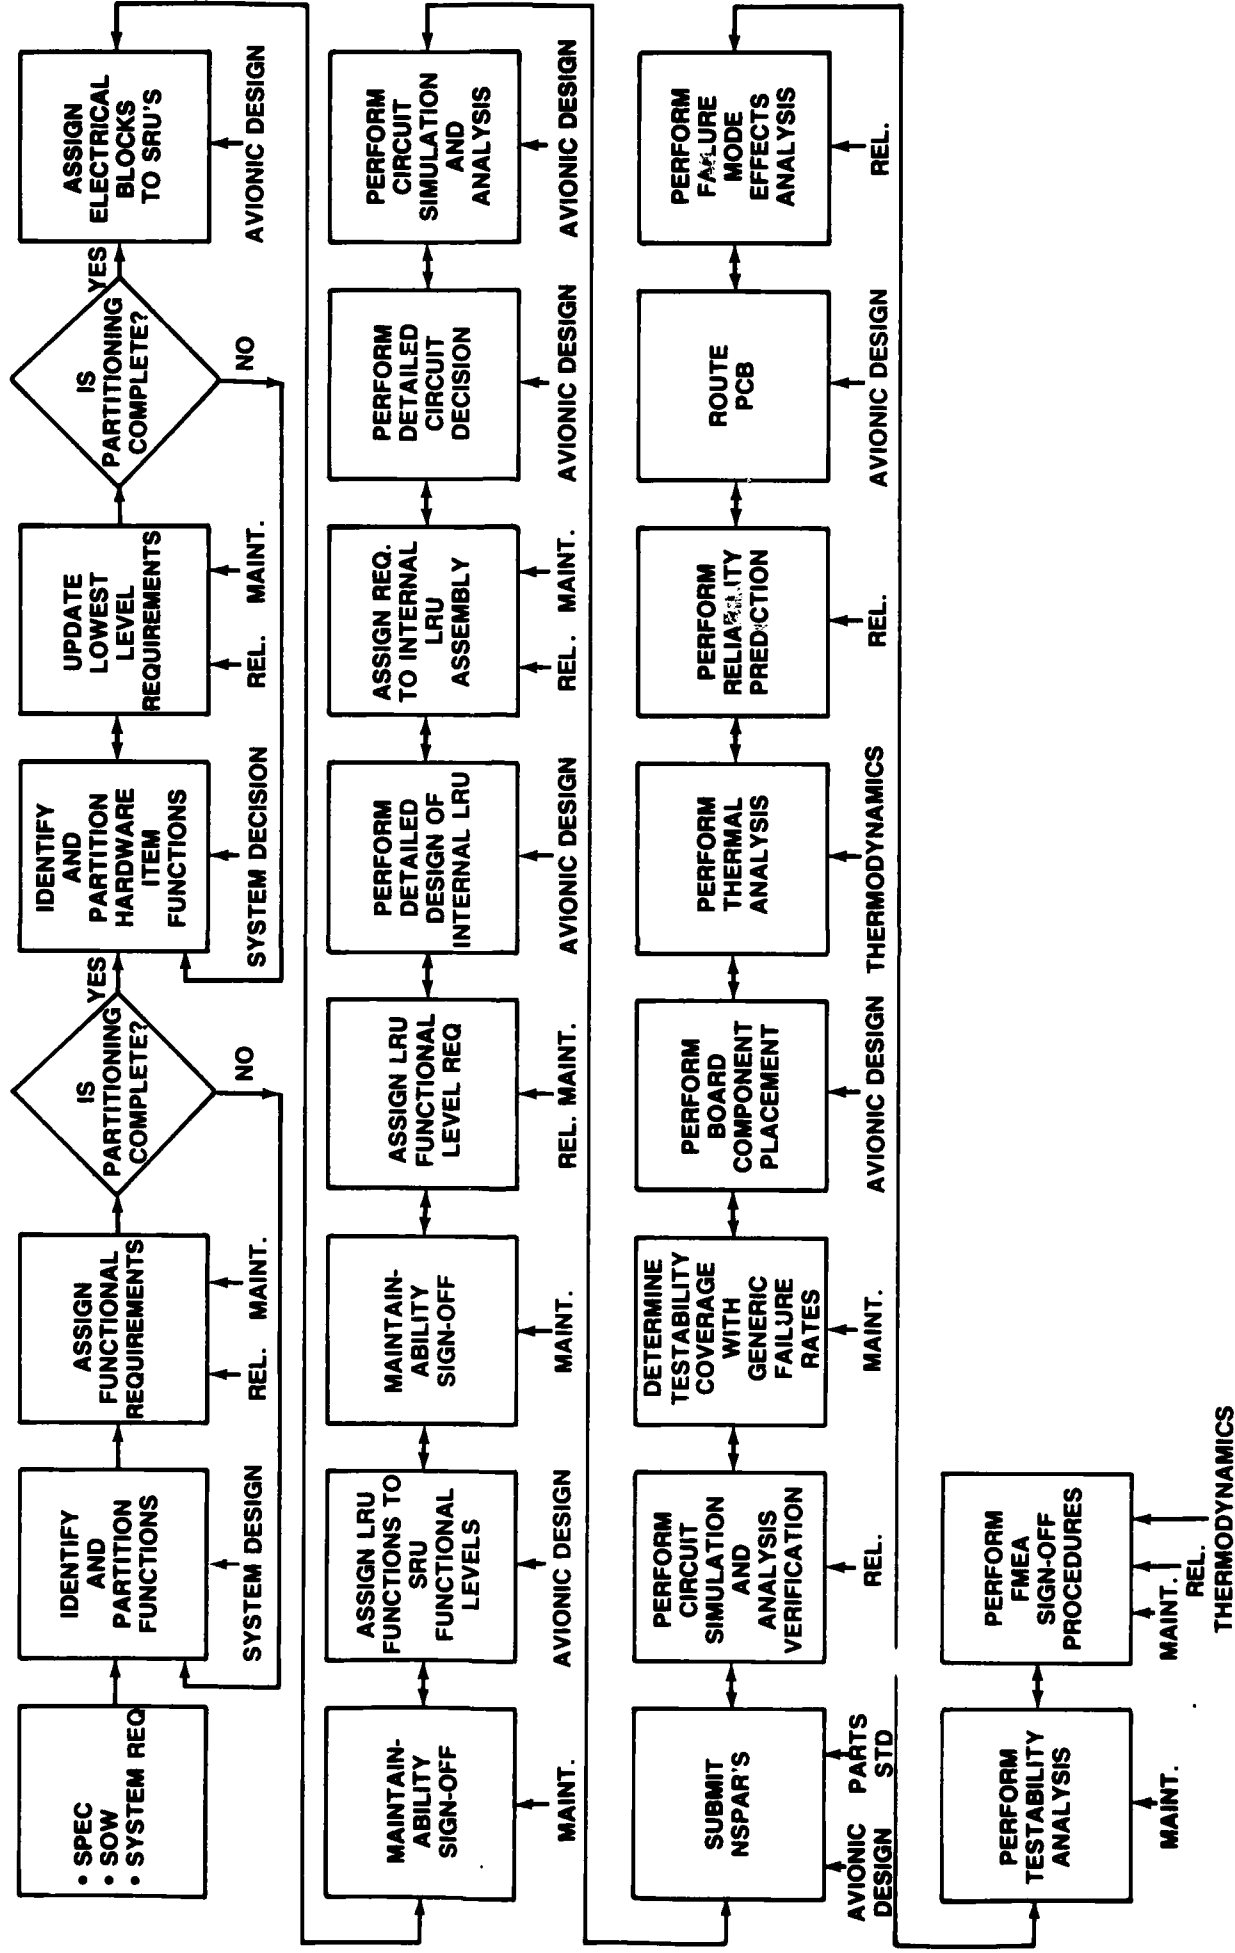 • SPEC
• SOW
• SYSTEM REQ
IDENTIFY
AND
PARTITION
FUNCTIONS
SYSTEM DESIGN
ASSIGN
FUNCTIONAL
REQUIREMENTS
REL.
MAINT.
IS
PARTITIONING
COMPLETE?
YES
NO
IDENTIFY
AND
PARTITION
HARDWARE
ITEM
FUNCTIONS
SYSTEM DECISION
UPDATE
LOWEST
LEVEL
REQUIREMENTS
REL.
MAINT.
IS
PARTITIONING
COMPLETE?
YES
NO
ASSIGN
ELECTRICAL
BLOCKS
TO SRU'S
AVIONIC DESIGN
MAINTAIN-
ABILITY
SIGN-OFF
MAINT.
ASSIGN LRU
FUNCTIONS TO
SRU
FUNCTIONAL
LEVELS
AVIONIC DESIGN
MAINTAIN-
ABILITY
SIGN-OFF
MAINT.
ASSIGN LRU
FUNCTIONAL
LEVEL REQ
REL. MAINT.
PERFORM
DETAILED
DESIGN OF
INTERNAL LRU
AVIONIC DESIGN
ASSIGN REQ.
TO INTERNAL
LRU
ASSEMBLY
REL.
MAINT.
PERFORM
DETAILED
CIRCUIT
DECISION
AVIONIC DESIGN
PERFORM
CIRCUIT
SIMULATION
AND
ANALYSIS
AVIONIC DESIGN
SUBMIT
NSPAR'S
AVIONIC
DESIGN
PARTS
STD
PERFORM
CIRCUIT
SIMULATION
AND
ANALYSIS
VERIFICATION
REL.
DETERMINE
TESTABILITY
COVERAGE
WITH
GENERIC
FAILURE
RATES
MAINT.
PERFORM
BOARD
COMPONENT
PLACEMENT
AVIONIC DESIGN
PERFORM
THERMAL
ANALYSIS
THERMODYNAMICS
PERFORM
RELIABILITY
PREDICTION
REL.
ROUTE
PCB
AVIONIC DESIGN
PERFORM
FAILURE
MODE
EFFECTS
ANALYSIS
REL.
PERFORM
TESTABILITY
ANALYSIS
MAINT.
PERFORM
FMEA
SIGN-OFF
PROCEDURES
MAINT.
REL.
THERMODYNAMICS